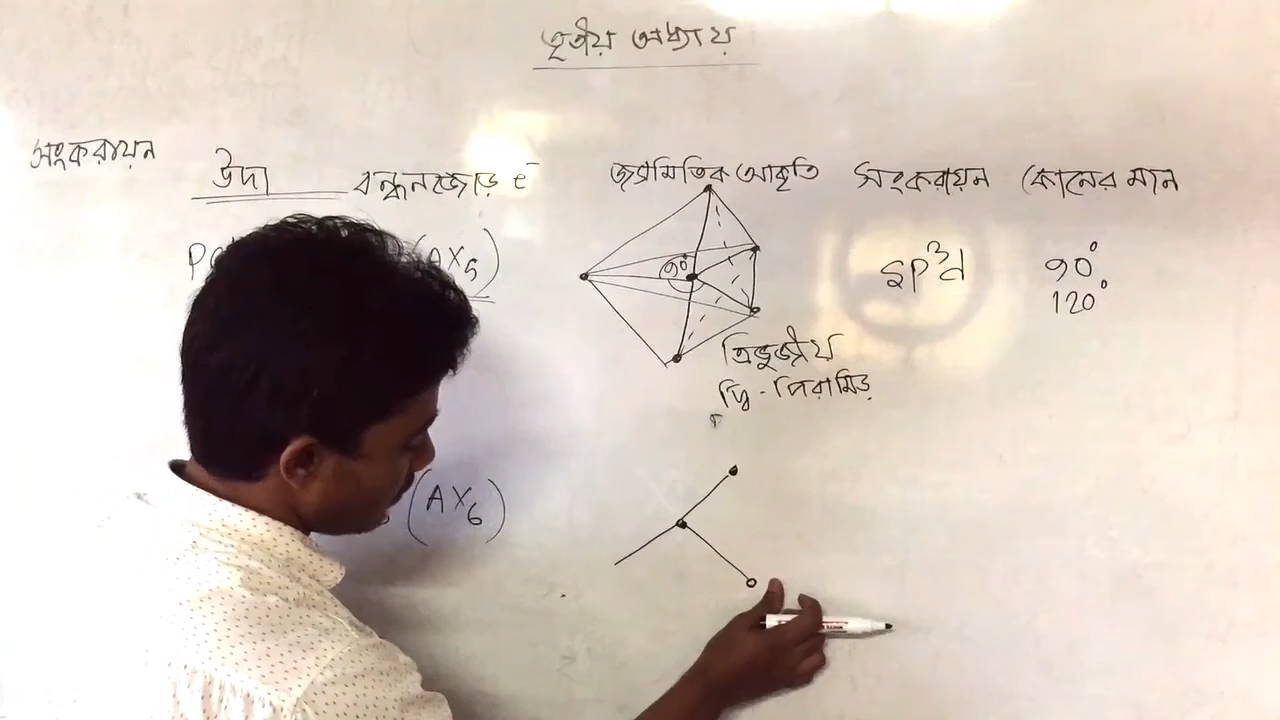 তৃতীয় অধ্যায়
সংকরায়ন
উদা বন্ধনজোড় e⁻ জ্যামিতিক আকৃতি সংকরায়ন কোনের মান
(AX₅) 90° SP³d 90°
120°
ত্রিভুজীয়
দ্বি-পিরামিড
(AX₆)